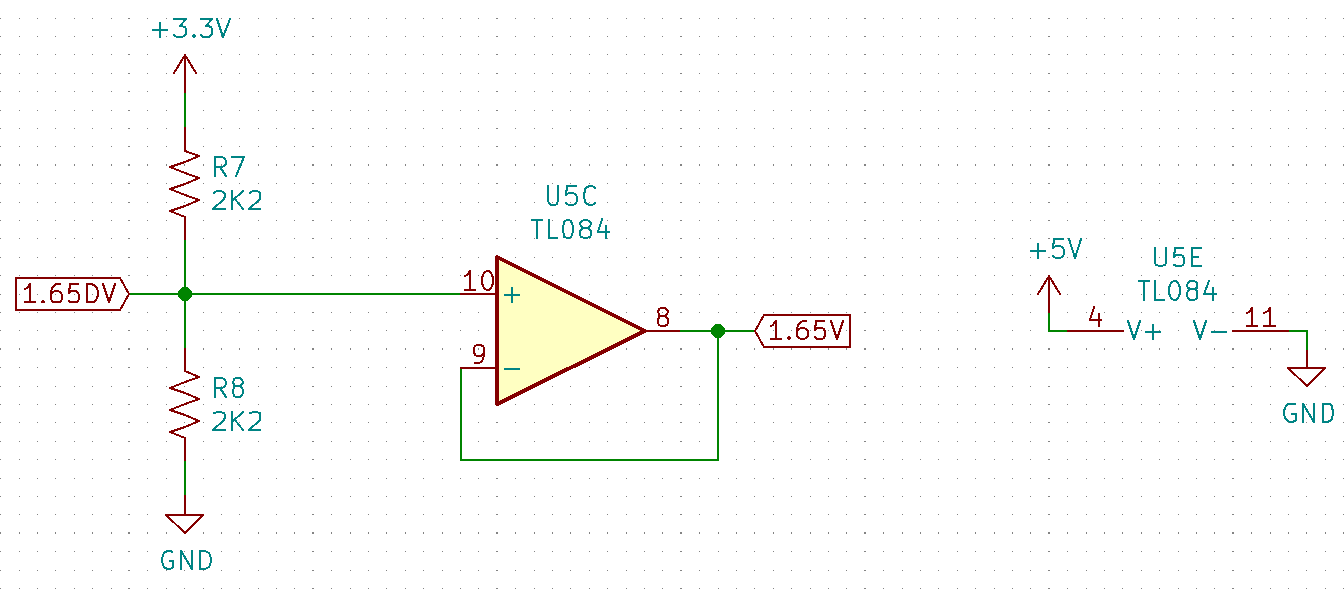 +3.3V
R7
2K2
1.65DV
R8
2K2
GND
U5C
TL084
10
+
9
−
8
1.65V
+5V
U5E
TL084
4
V+
V−
11
GND